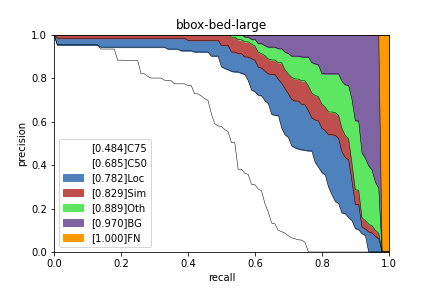 bbox-bed-large
1.0
0.8
0.6
0.4
0.2
0.0
precision
[0.484]C75
[0.685]C50
[0.782]Loc
[0.829]Sim
[0.889]Oth
[0.970]BG
[1.000]FN
0.0 0.2 0.4 0.6 0.8 1.0
recall